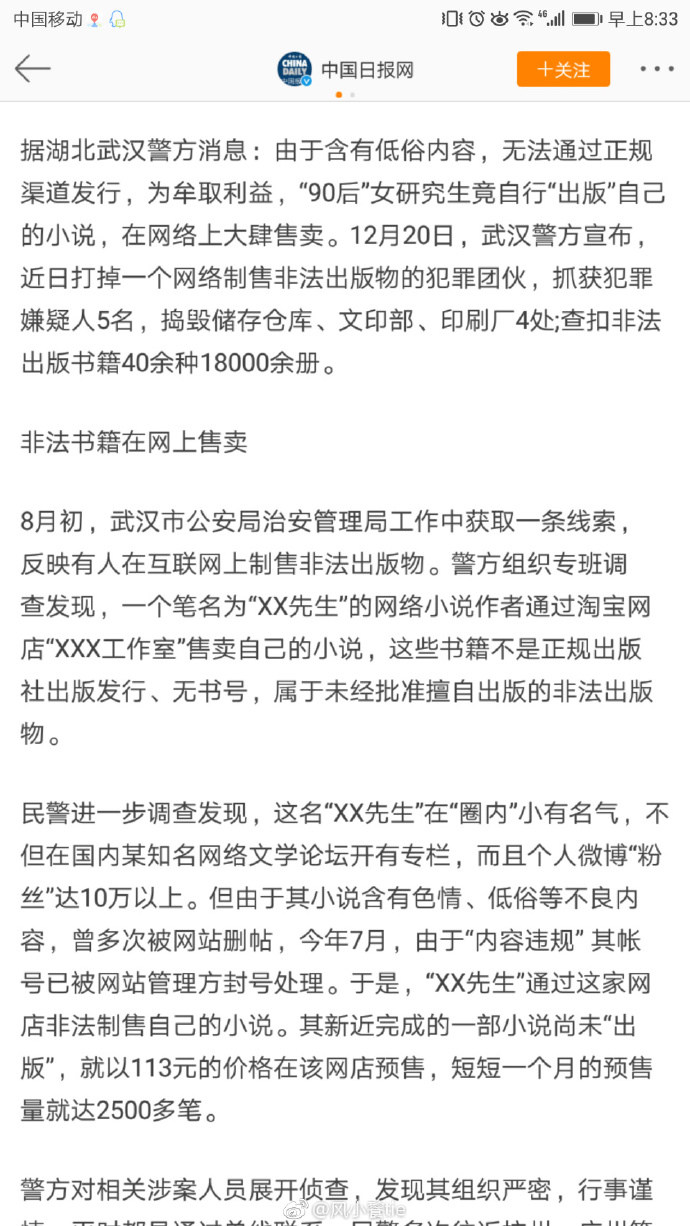 中国移动
4G
早上8:33
CHINA
DAILY
中国日报网
十关注
据湖北武汉警方消息：由于含有低俗内容，无法通过正规
渠道发行，为牟取利益，“90后”女研究生竟自行“出版”自己
的小说，在网络上大肆售卖。12月20日，武汉警方宣布，
近日打掉一个网络制售非法出版物的犯罪团伙，抓获犯罪
嫌疑人5名，捣毁储存仓库、文印部、印刷厂4处;查扣非法
出版书籍40余种18000余册。
非法书籍在网上售卖
8月初，武汉市公安局治安管理局工作中获取一条线索，
反映有人在互联网上制售非法出版物。警方组织专班调
查发现，一个笔名为“XX先生”的网络小说作者通过淘宝网
店“XXX工作室”售卖自己的小说，这些书籍不是正规出版
社出版发行、无书号，属于未经批准擅自出版的非法出版
物。
民警进一步调查发现，这名“XX先生”在“圈内”小有名气，不
但在国内某知名网络文学论坛开有专栏，而且个人微博“粉
丝”达10万以上。但由于其小说含有色情、低俗等不良内
容，曾多次被网站删帖，今年7月，由于“内容违规” 其帐
号已被网站管理方封号处理。于是，“XX先生”通过这家网
店非法制售自己的小说。其新近完成的一部小说尚未“出
版”，就以113元的价格在该网店预售，短短一个月的预售
量就达2500多笔。
警方对相关涉案人员展开侦查，发现其组织严密，行事谨